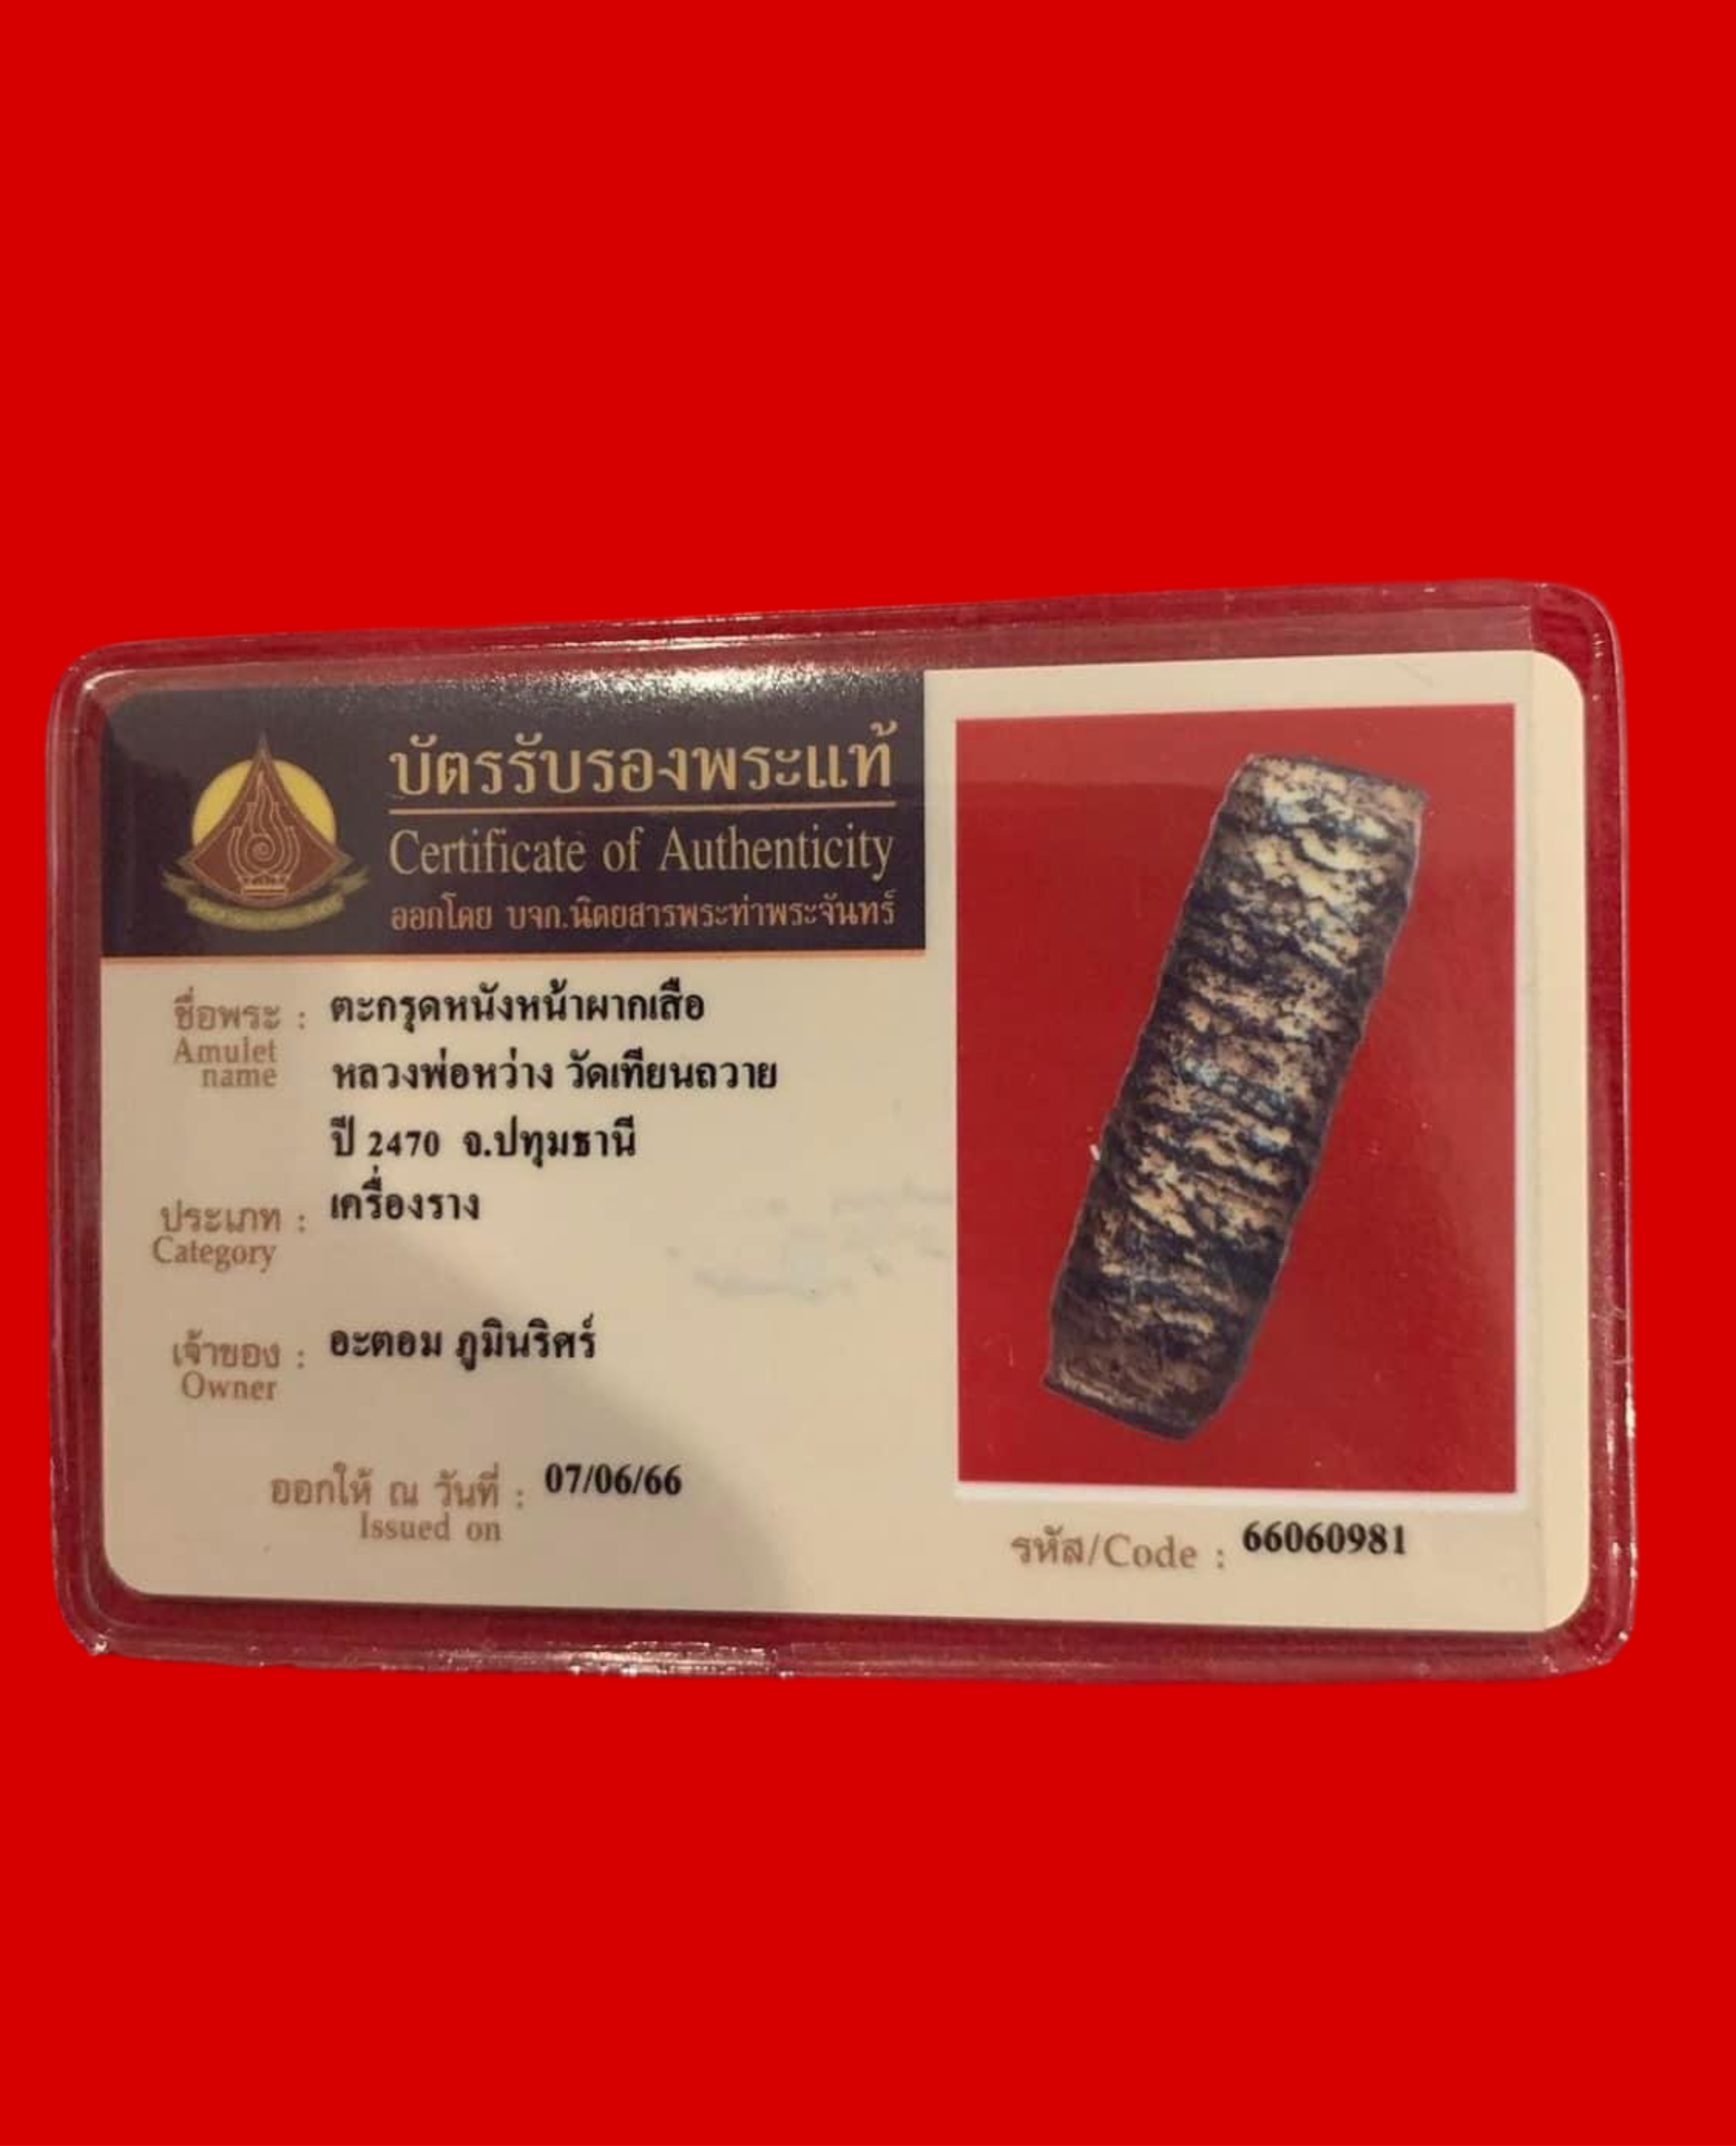 บัตรรับรองพระแท้
Certificate of Authenticity
ออกโดย บจก.นิตยสารพระท่าพระจันทร์
ชื่อพระ : ตะกรุดหนังหน้าผากเสือ
Amulet name
หลวงพ่อหว่าง วัดเทียนถวาย
ปี 2470 จ.ปทุมธานี
ประเภท : เครื่องราง
Category
เจ้าของ : อะตอม ภูมินริศร์
Owner
ออกให้ ณ วันที่ : 07/06/66
Issued on
รหัส/Code : 66060981